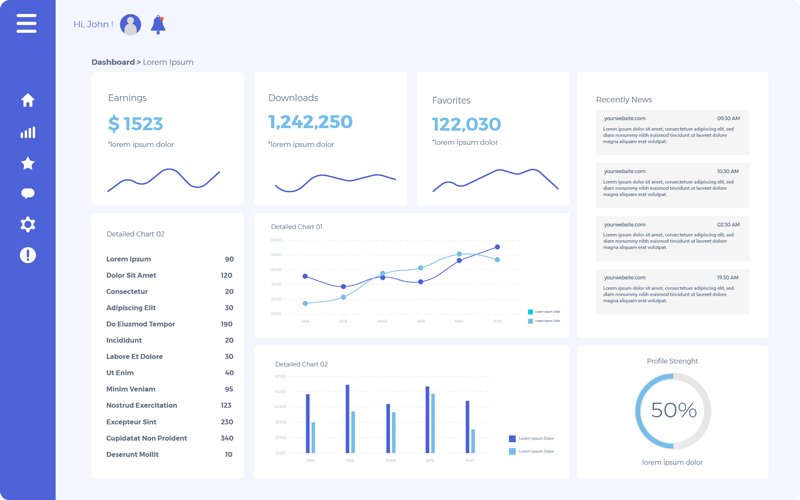 Hi, John !
Dashboard > Lorem Ipsum
Earnings
$ 1523
*lorem ipsum dolor
Downloads
1,242,250
*lorem ipsum dolor
Favorites
122,030
*lorem ipsum dolor
Recently News
yourwebsite.com 09.30 AM
Lorem ipsum dolor sit amet, consectetuer adipiscing elit, sed
diam nonummy nibh euismod tincidunt ut laoreet dolore magna
aliquam erat volutpat.
yourwebsite.com 10.30 AM
Lorem ipsum dolor sit amet, consectetuer adipiscing elit, sed
diam nonummy nibh euismod tincidunt ut laoreet dolore magna
aliquam erat volutpat.
yourwebsite.com 02.30 AM
Lorem ipsum dolor sit amet, consectetuer adipiscing elit, sed
diam nonummy nibh euismod tincidunt ut laoreet dolore magna
aliquam erat volutpat.
yourwebsite.com 19.30 AM
Lorem ipsum dolor sit amet, consectetuer adipiscing elit, sed
diam nonummy nibh euismod tincidunt ut laoreet dolore magna
aliquam erat volutpat.
Detailed Chart 02
Lorem ipsum 90
Dolor Sit Amet 120
Consectetur 20
Adipiscing Elit 30
Do Eiusmod Tempor 190
Incididunt 20
Labore Et Dolore 30
Ut Enim 40
Minim Veniam 95
Nostrud Exercitation 123
Excepteur Sint 230
Cupidatat Non Proident 340
Deserunt Mollit 10
Detailed Chart 01
6000
5000
4000
3000
2000
1000
JAN FEB MAR APR MAY JUN
Lorem Ipsum Dolor
Lorem Ipsum Dolor
Detailed Chart 02
6000
5000
4000
3000
2000
1000
JAN FEB MAR APR MAY
Lorem Ipsum Dolor
Lorem Ipsum Dolor
Profile Strenght
50%
lorem ipsum dolor